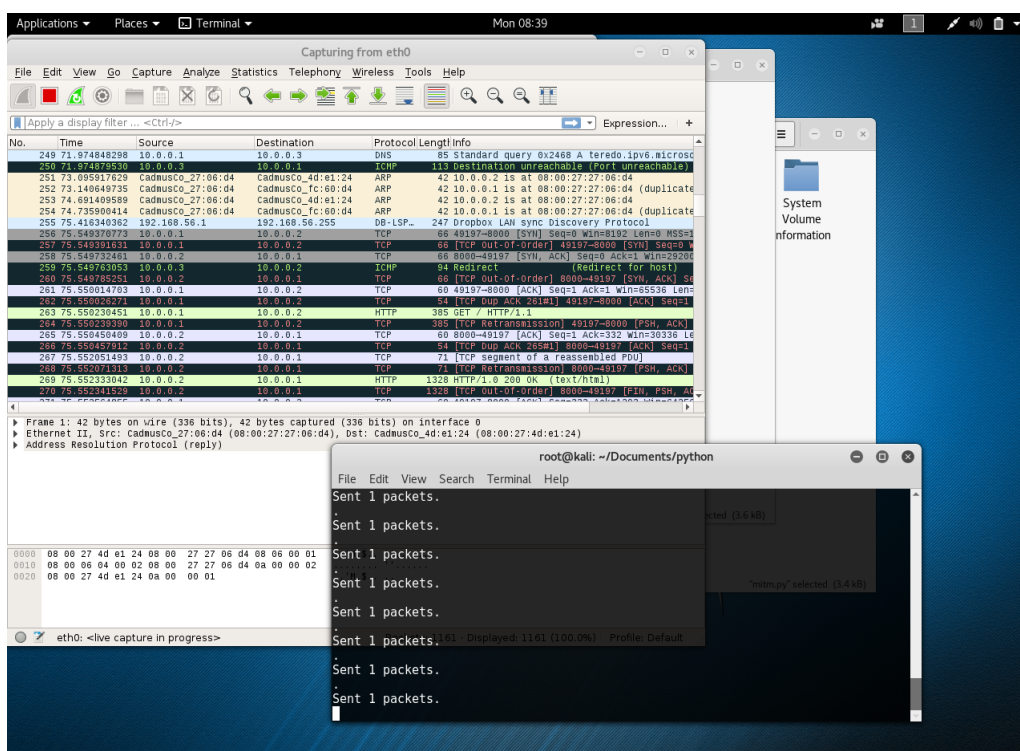 Applications Places Terminal Mon 08:39 1
Capturing from eth0
File Edit View Go Capture Analyze Statistics Telephony Wireless Tools Help
Apply a display filter ... <Ctrl-/> Expression... +
No. Time Source Destination Protocol Lengtl Info
249 71.974848298 10.0.0.1 10.0.0.3 DNS 85 Standard query 0x2468 A teredo.ipv6.microsc
250 71.974879530 10.0.0.3 10.0.0.1 ICMP 113 Destination unreachable (Port unreachable)
251 73.095917629 CadmusCo_27:06:d4 CadmusCo_4d:e1:24 ARP 42 10.0.0.2 is at 08:00:27:27:06:d4
252 73.140649735 CadmusCo_27:06:d4 CadmusCo_fc:60:d4 ARP 42 10.0.0.1 is at 08:00:27:27:06:d4 (duplicate
253 74.691409589 CadmusCo_27:06:d4 CadmusCo_4d:e1:24 ARP 42 10.0.0.2 is at 08:00:27:27:06:d4
254 74.735900414 CadmusCo_27:06:d4 CadmusCo_fc:60:d4 ARP 42 10.0.0.1 is at 08:00:27:27:06:d4 (duplicate
255 75.416340362 192.168.56.1 192.168.56.255 DB-LSP… 247 Dropbox LAN sync Discovery Protocol
256 75.549370773 10.0.0.1 10.0.0.2 TCP 66 49197→8000 [SYN] Seq=0 Win=8192 Len=0 MSS=1
257 75.549391631 10.0.0.1 10.0.0.2 TCP 66 [TCP Out-Of-Order] 49197→8000 [SYN] Seq=0 W
258 75.549732461 10.0.0.2 10.0.0.1 TCP 66 8000→49197 [SYN, ACK] Seq=0 Ack=1 Win=29200
259 75.549763053 10.0.0.3 10.0.0.2 ICMP 94 Redirect (Redirect for host)
260 75.549785251 10.0.0.2 10.0.0.1 TCP 66 [TCP Out-Of-Order] 8000→49197 [SYN, ACK] Se
261 75.550014703 10.0.0.1 10.0.0.2 TCP 60 49197→8000 [ACK] Seq=1 Ack=1 Win=65536 Len=
262 75.550026271 10.0.0.1 10.0.0.2 TCP 54 [TCP Dup ACK 261#1] 49197→8000 [ACK] Seq=1
263 75.550230451 10.0.0.1 10.0.0.2 HTTP 385 GET / HTTP/1.1
264 75.550239390 10.0.0.1 10.0.0.2 TCP 385 [TCP Retransmission] 49197→8000 [PSH, ACK]
265 75.550450409 10.0.0.2 10.0.0.1 TCP 60 8000→49197 [ACK] Seq=1 Ack=332 Win=30336 Le
266 75.550457912 10.0.0.2 10.0.0.1 TCP 54 [TCP Dup ACK 265#1] 8000→49197 [ACK] Seq=1
267 75.552051493 10.0.0.2 10.0.0.1 TCP 71 [TCP segment of a reassembled PDU]
268 75.552071313 10.0.0.2 10.0.0.1 TCP 71 [TCP Retransmission] 8000→49197 [PSH, ACK]
269 75.552333042 10.0.0.2 10.0.0.1 HTTP 1328 HTTP/1.0 200 OK (text/html)
270 75.552341529 10.0.0.2 10.0.0.1 TCP 1328 [TCP Out-Of-Order] 8000→49197 [FIN, PSH, AC
System
Volume
nformation
Frame 1: 42 bytes on wire (336 bits), 42 bytes captured (336 bits) on interface 0
Ethernet II, Src: CadmusCo_27:06:d4 (08:00:27:27:06:d4), Dst: CadmusCo_4d:e1:24 (08:00:27:4d:e1:24)
Address Resolution Protocol (reply)
0000 08 00 27 4d e1 24 08 00 27 27 06 d4 08 06 00 01
0010 08 00 06 04 00 02 08 00 27 27 06 d4 0a 00 00 02
0020 08 00 27 4d e1 24 0a 00 00 01
eth0: <live capture in progress> 1161 · Displayed: 1161 (100.0%) Profile: Default
root@kali: ~/Documents/python
File Edit View Search Terminal Help
Sent 1 packets.
.
Sent 1 packets.
.
Sent 1 packets.
.
Sent 1 packets.
.
Sent 1 packets.
.
Sent 1 packets.
.
Sent 1 packets.
.
Sent 1 packets.
ected (3.6 kB)
"mitm.py" selected (3.4 kB)